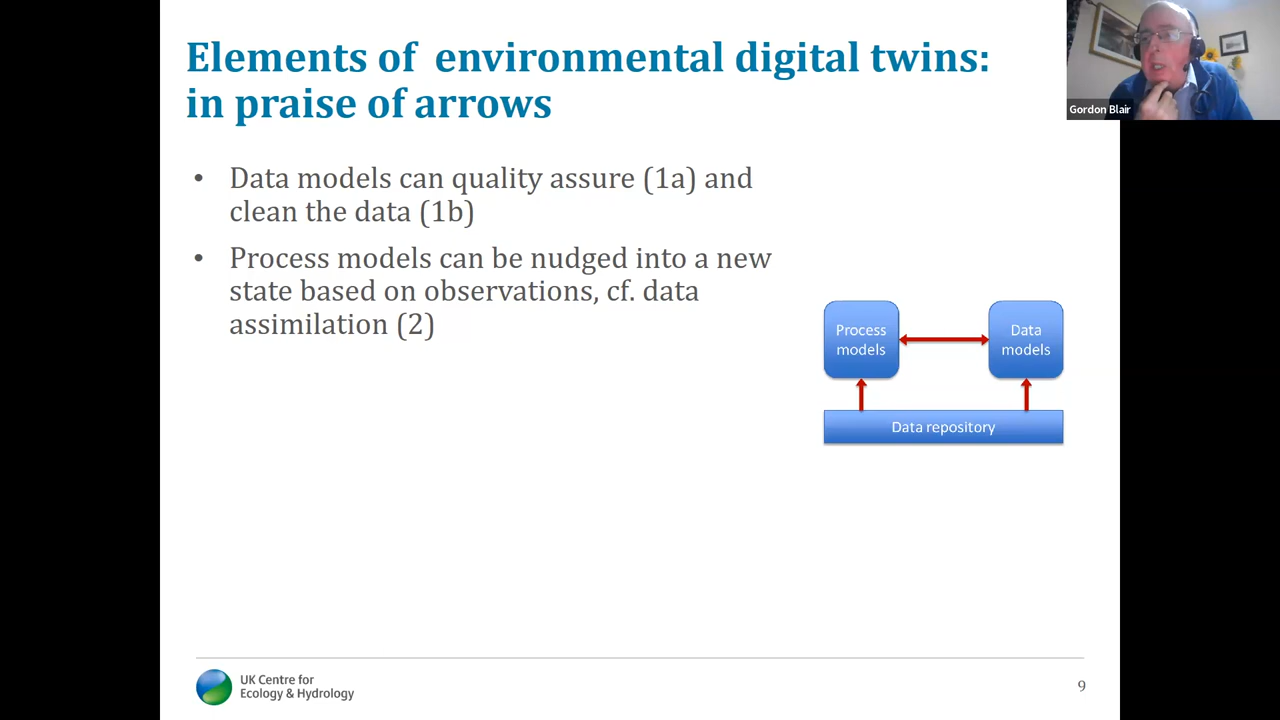 Elements of environmental digital twins:
in praise of arrows
Gordon Blair
• Data models can quality assure (1a) and
clean the data (1b)
• Process models can be nudged into a new
state based on observations, cf. data
assimilation (2)
Process
models
Data
models
Data repository
UK Centre for
Ecology & Hydrology
9